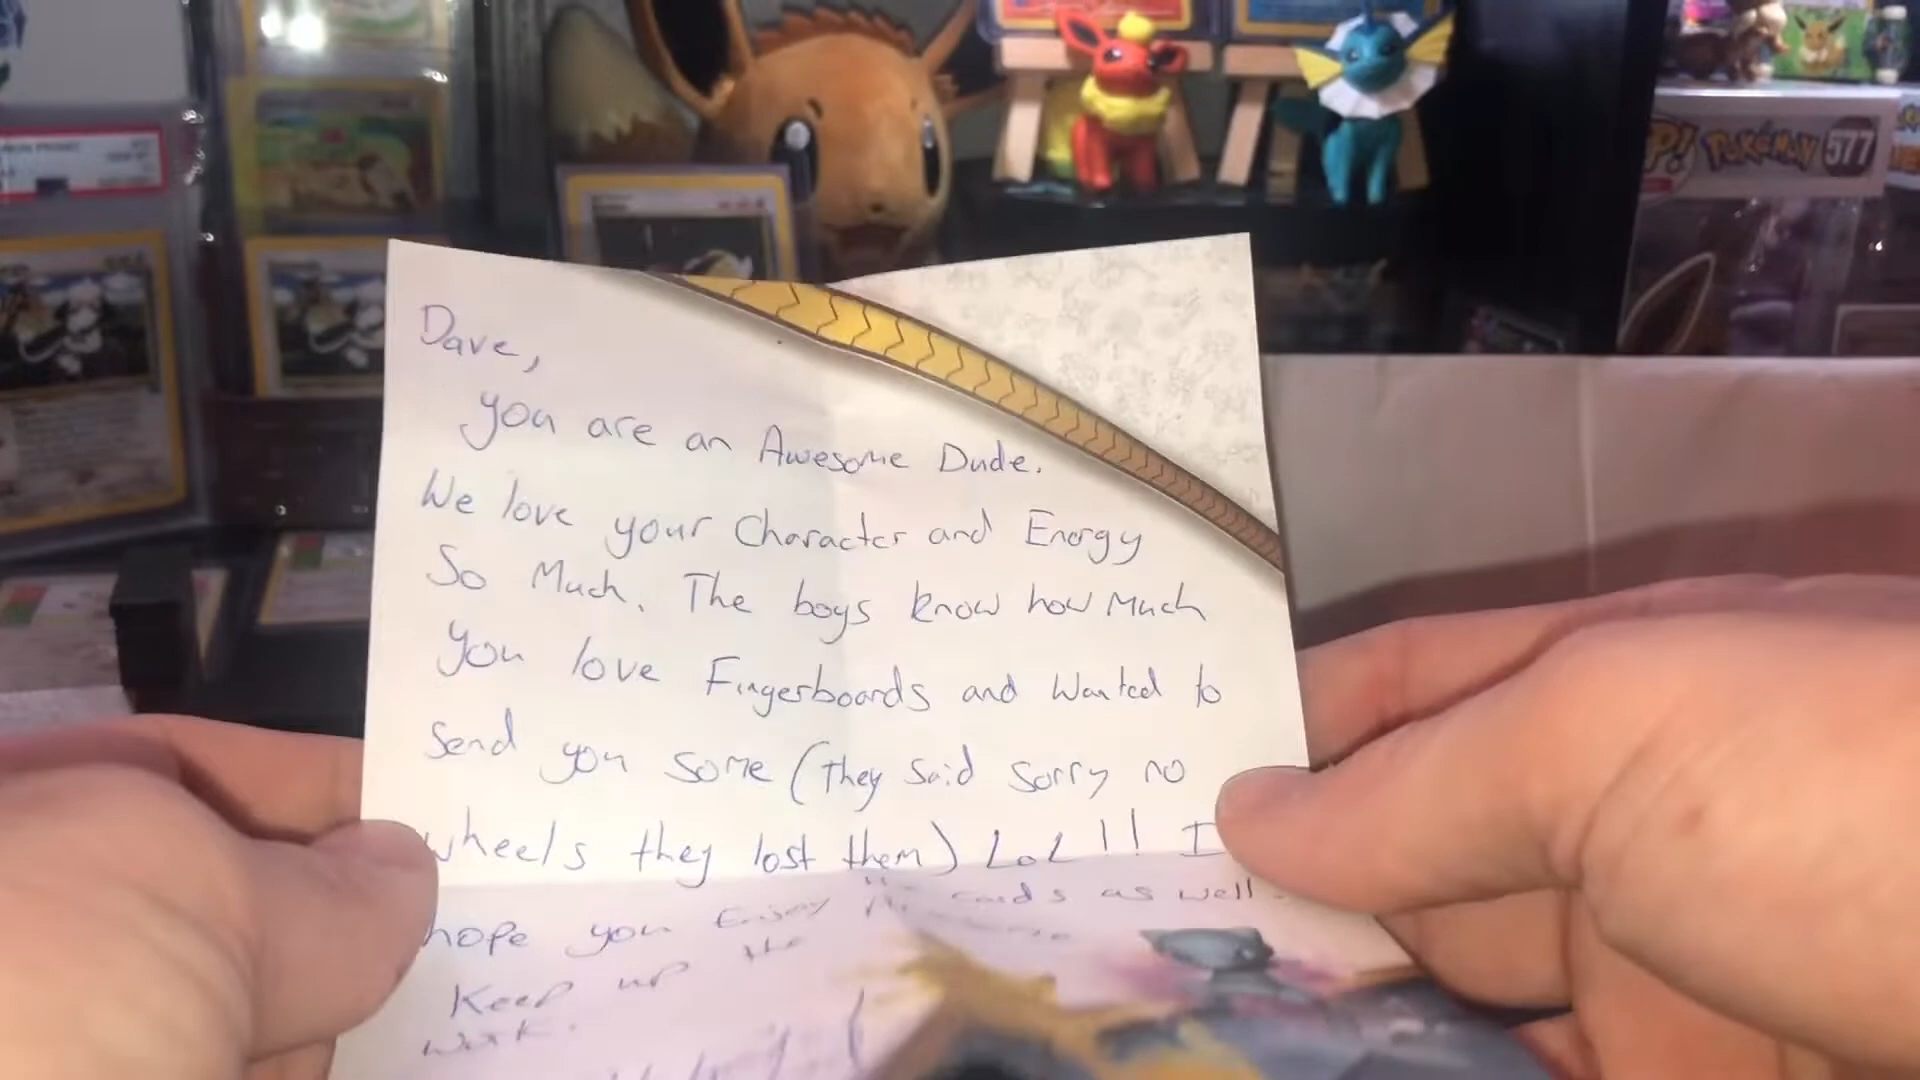 Dave,
you are an Awesome Dude.
We love your Character and Energy
So Much. The boys know how Much
you love Fingerboards and Wanted to
Send you some (they said sorry no
wheels they lost them) LoL!! I
hope you Enjoy the cards as well.
Keep up the
work.
P!
POKÉMON
577